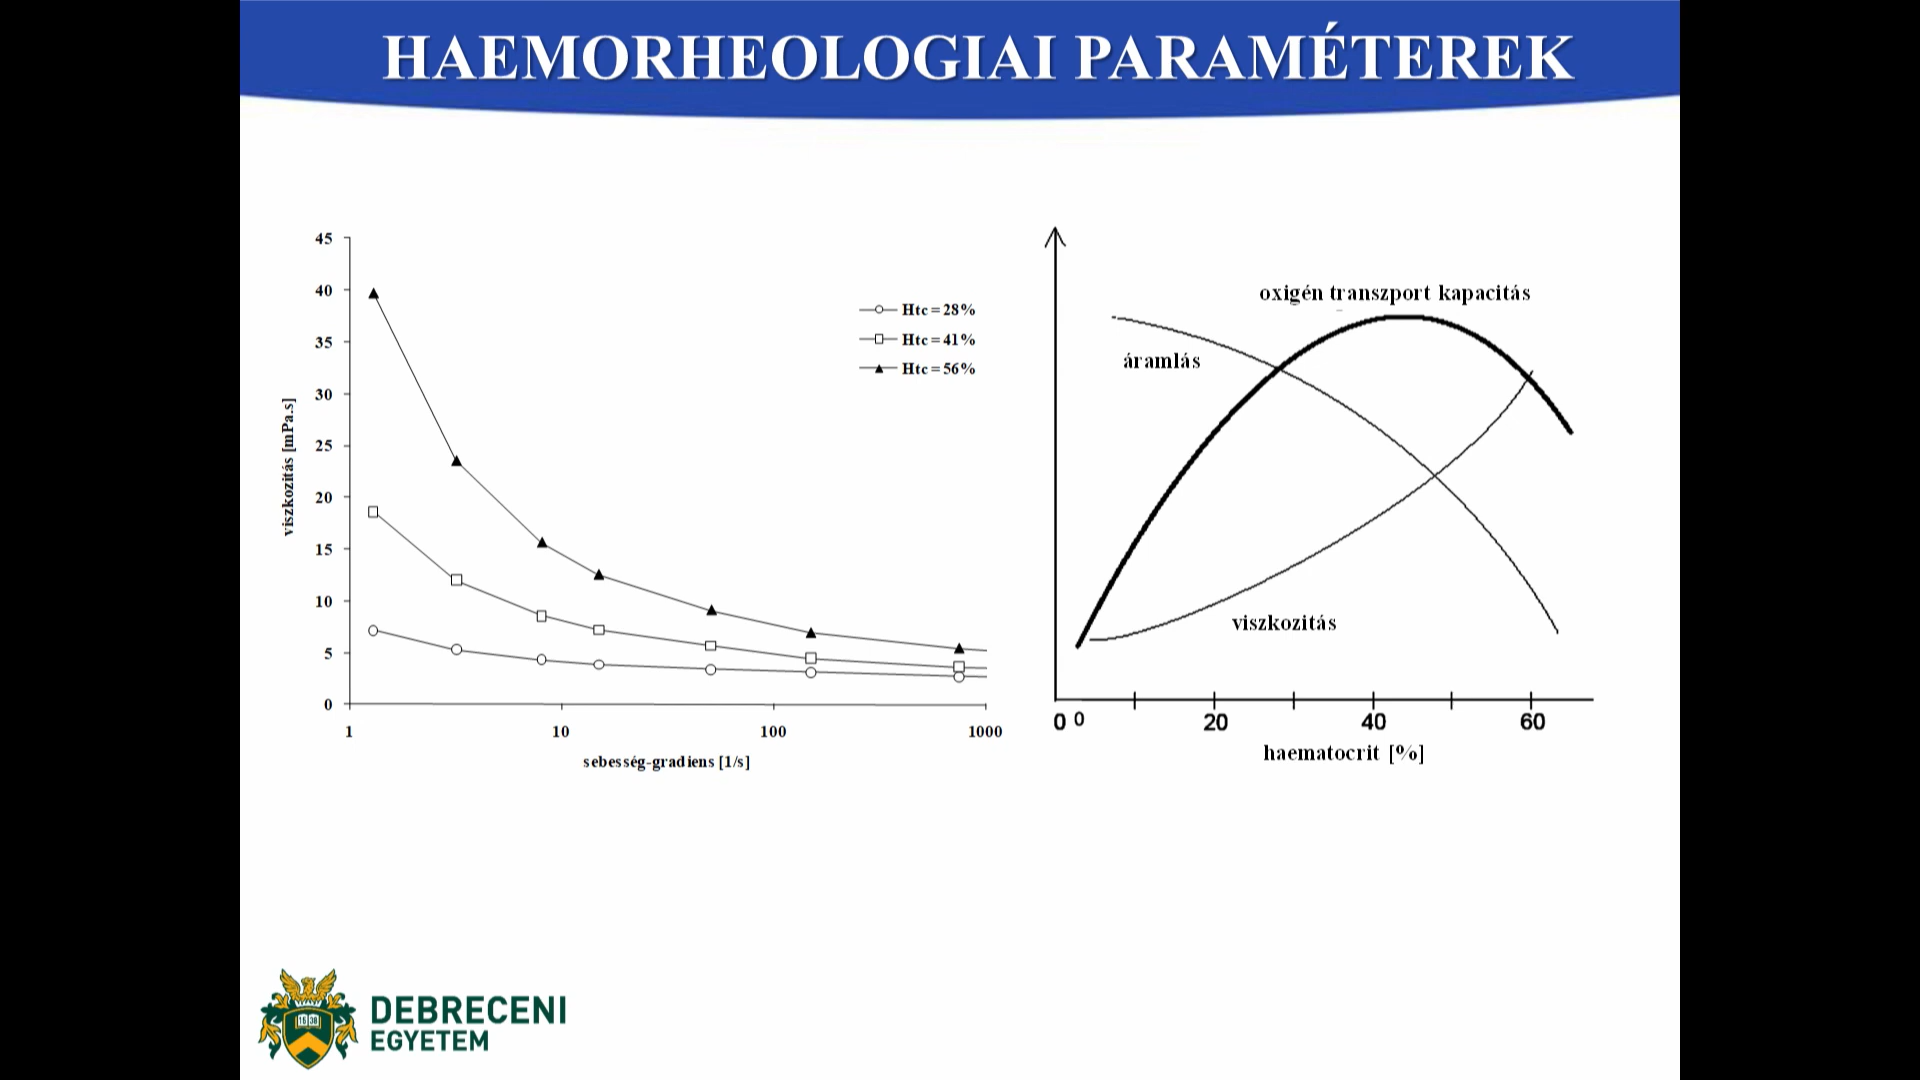 HAEMORHEOLOGIAI PARAMÉTEREK
45
40
35
30
25
20
15
10
5
0
viszkozitás [mPa.s]
Htc = 28%
Htc = 41%
Htc = 56%
1
10
100
1000
sebesség-gradiens [1/s]
oxigén transzport kapacitás
áramlás
viszkozitás
0 0
20
40
60
haematocrit [%]
1538
DEBRECENI
EGYETEM